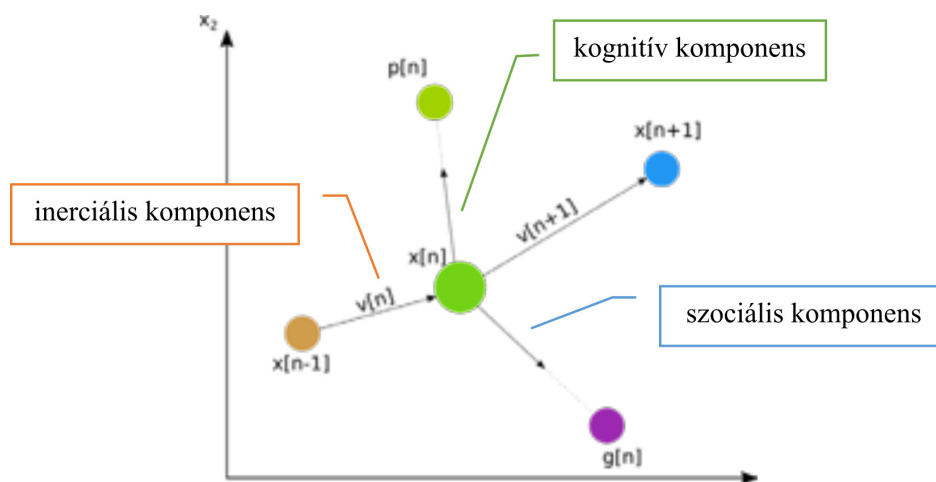 x₂
kognitív komponens
p[n]
x[n+1]
inerciális komponens
v[n+1]
x[n]
v[n]
szociális komponens
x[n-1]
g[n]